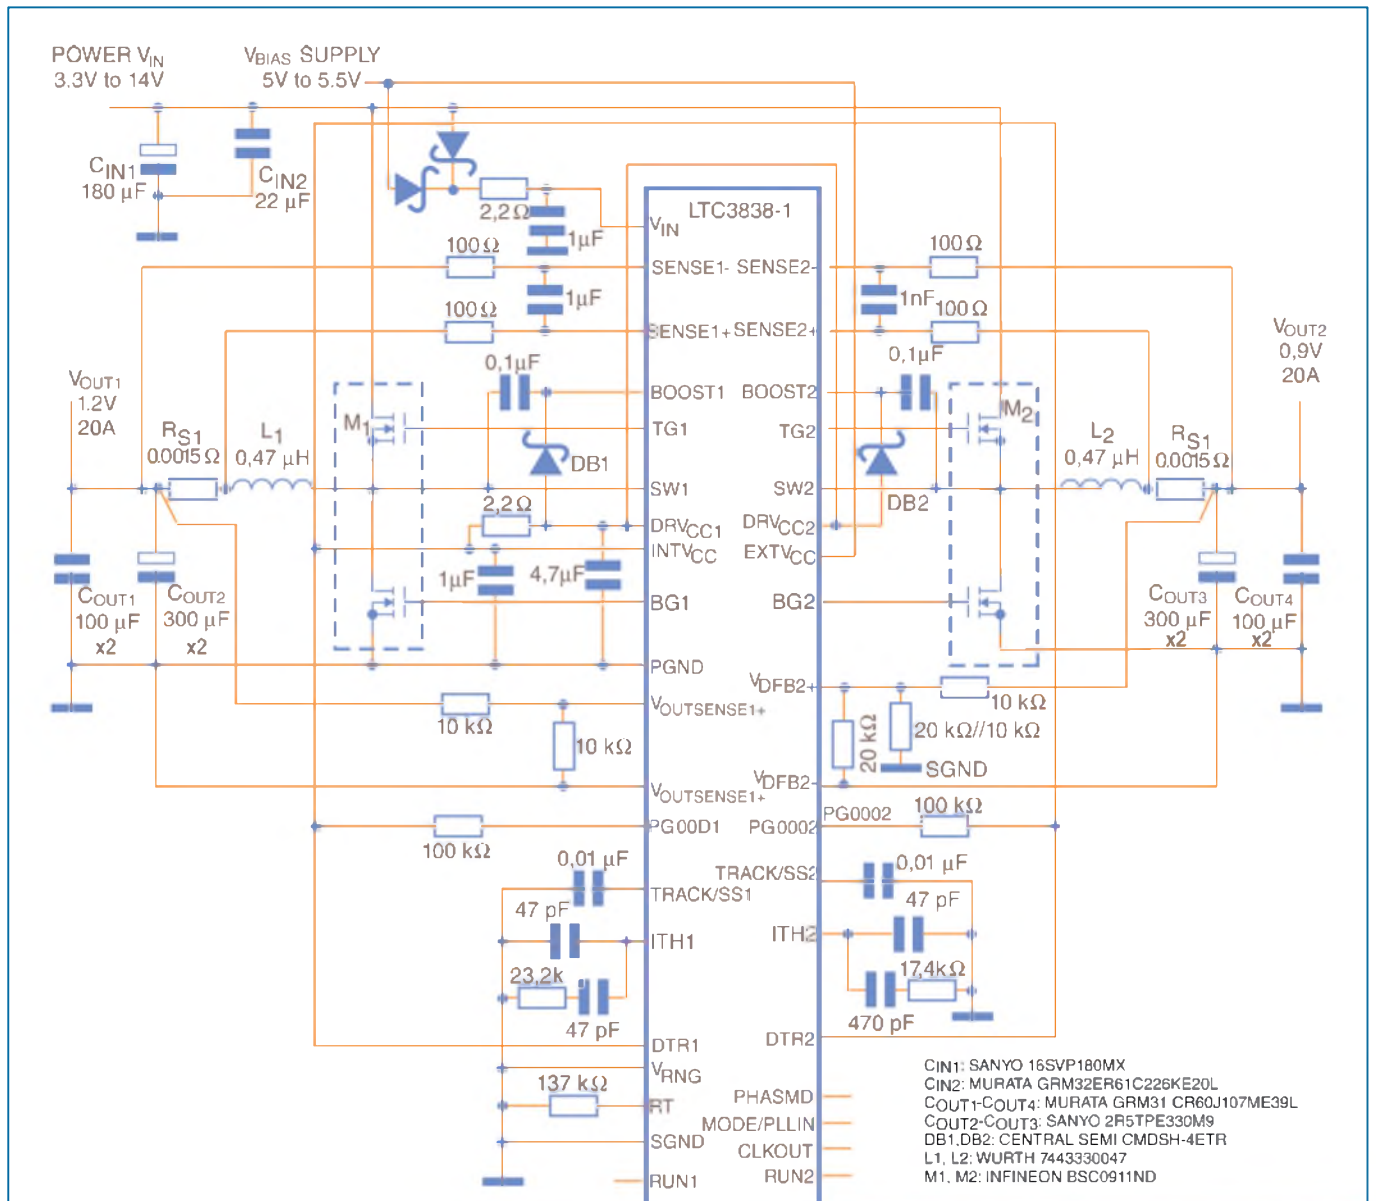 POWER VIN
3.3V to 14V
VBIAS SUPPLY
5V to 5.5V
CIN1
180 µF
CIN2
22 µF
2,2Ω
1µF
LTC3838-1
VIN
100Ω
SENSE1-
SENSE2-
100Ω
1µF
1nF
100Ω
SENSE1+
SENSE2+
100Ω
VOUT2
0,9V
20A
0,1µF
0,1µF
VOUT1
1.2V
20A
BOOST1
BOOST2
M1
TG1
TG2
M2
RS1
0.0015Ω
L1
0,47 µH
DB1
L2
0,47 µH
RS1
0.0015Ω
SW1
SW2
DB2
2,2Ω
DRVCC1
DRVCC2
INTVCC
EXTVCC
1µF
4,7µF
COUT1
100 µF
x2
COUT2
300 µF
x2
BG1
BG2
COUT3
300 µF
x2
COUT4
100 µF
x2
PGND
VDFB2+
10 kΩ
VOUTSENSE1+
10 kΩ
10 kΩ
20 kΩ
20 kΩ//10 kΩ
SGND
VDFB2-
VOUTSENSE1+
100 kΩ
PG00D1
PG0002
PG0002
100 kΩ
0,01 µF
TRACK/SS1
TRACK/SS2
0,01 µF
47 pF
47 pF
ITH1
ITH2
23,2k
47 pF
17,4kΩ
470 pF
DTR1
DTR2
VRNG
137 kΩ
RT
PHASMD
MODE/PLLIN
SGND
CLKOUT
RUN1
RUN2
CIN1: SANYO 16SVP180MX
CIN2: MURATA GRM32ER61C226KE20L
COUT1-COUT4: MURATA GRM31 CR60J107ME39L
COUT2-COUT3: SANYO 2R5TPE330M9
DB1,DB2: CENTRAL SEMI CMDSH-4ETR
L1, L2: WURTH 7443330047
M1, M2: INFINEON BSC0911ND